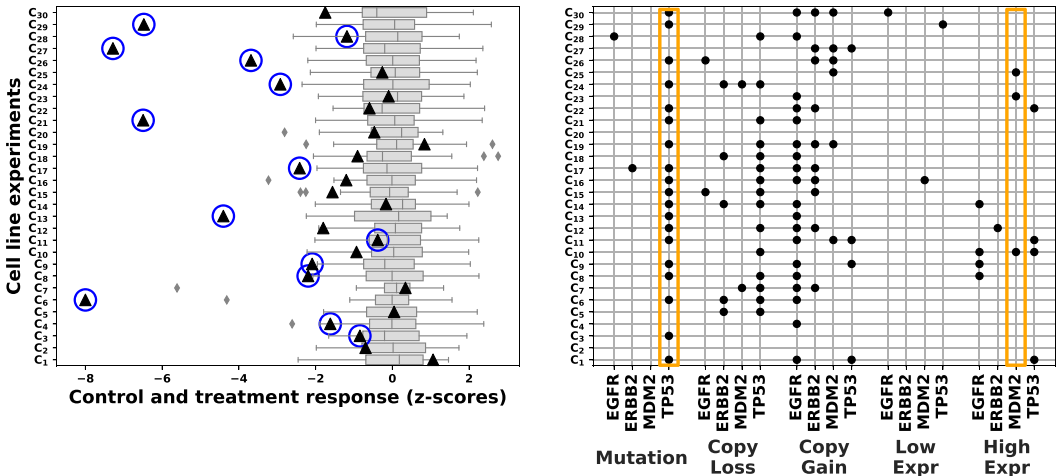 Cell line experiments
C30
C29
C28
C27
C26
C25
C24
C23
C22
C21
C20
C19
C18
C17
C16
C15
C14
C13
C12
C11
C10
C9
C8
C7
C6
C5
C4
C3
C2
C1
−8 −6 −4 −2 0 2
Control and treatment response (z-scores)
C30
C29
C28
C27
C26
C25
C24
C23
C22
C21
C20
C19
C18
C17
C16
C15
C14
C13
C12
C11
C10
C9
C8
C7
C6
C5
C4
C3
C2
C1
EGFR ERBB2 MDM2 TP53 EGFR ERBB2 MDM2 TP53 EGFR ERBB2 MDM2 TP53 EGFR ERBB2 MDM2 TP53 EGFR ERBB2 MDM2 TP53
Mutation
Copy
Loss
Copy
Gain
Low
Expr
High
Expr